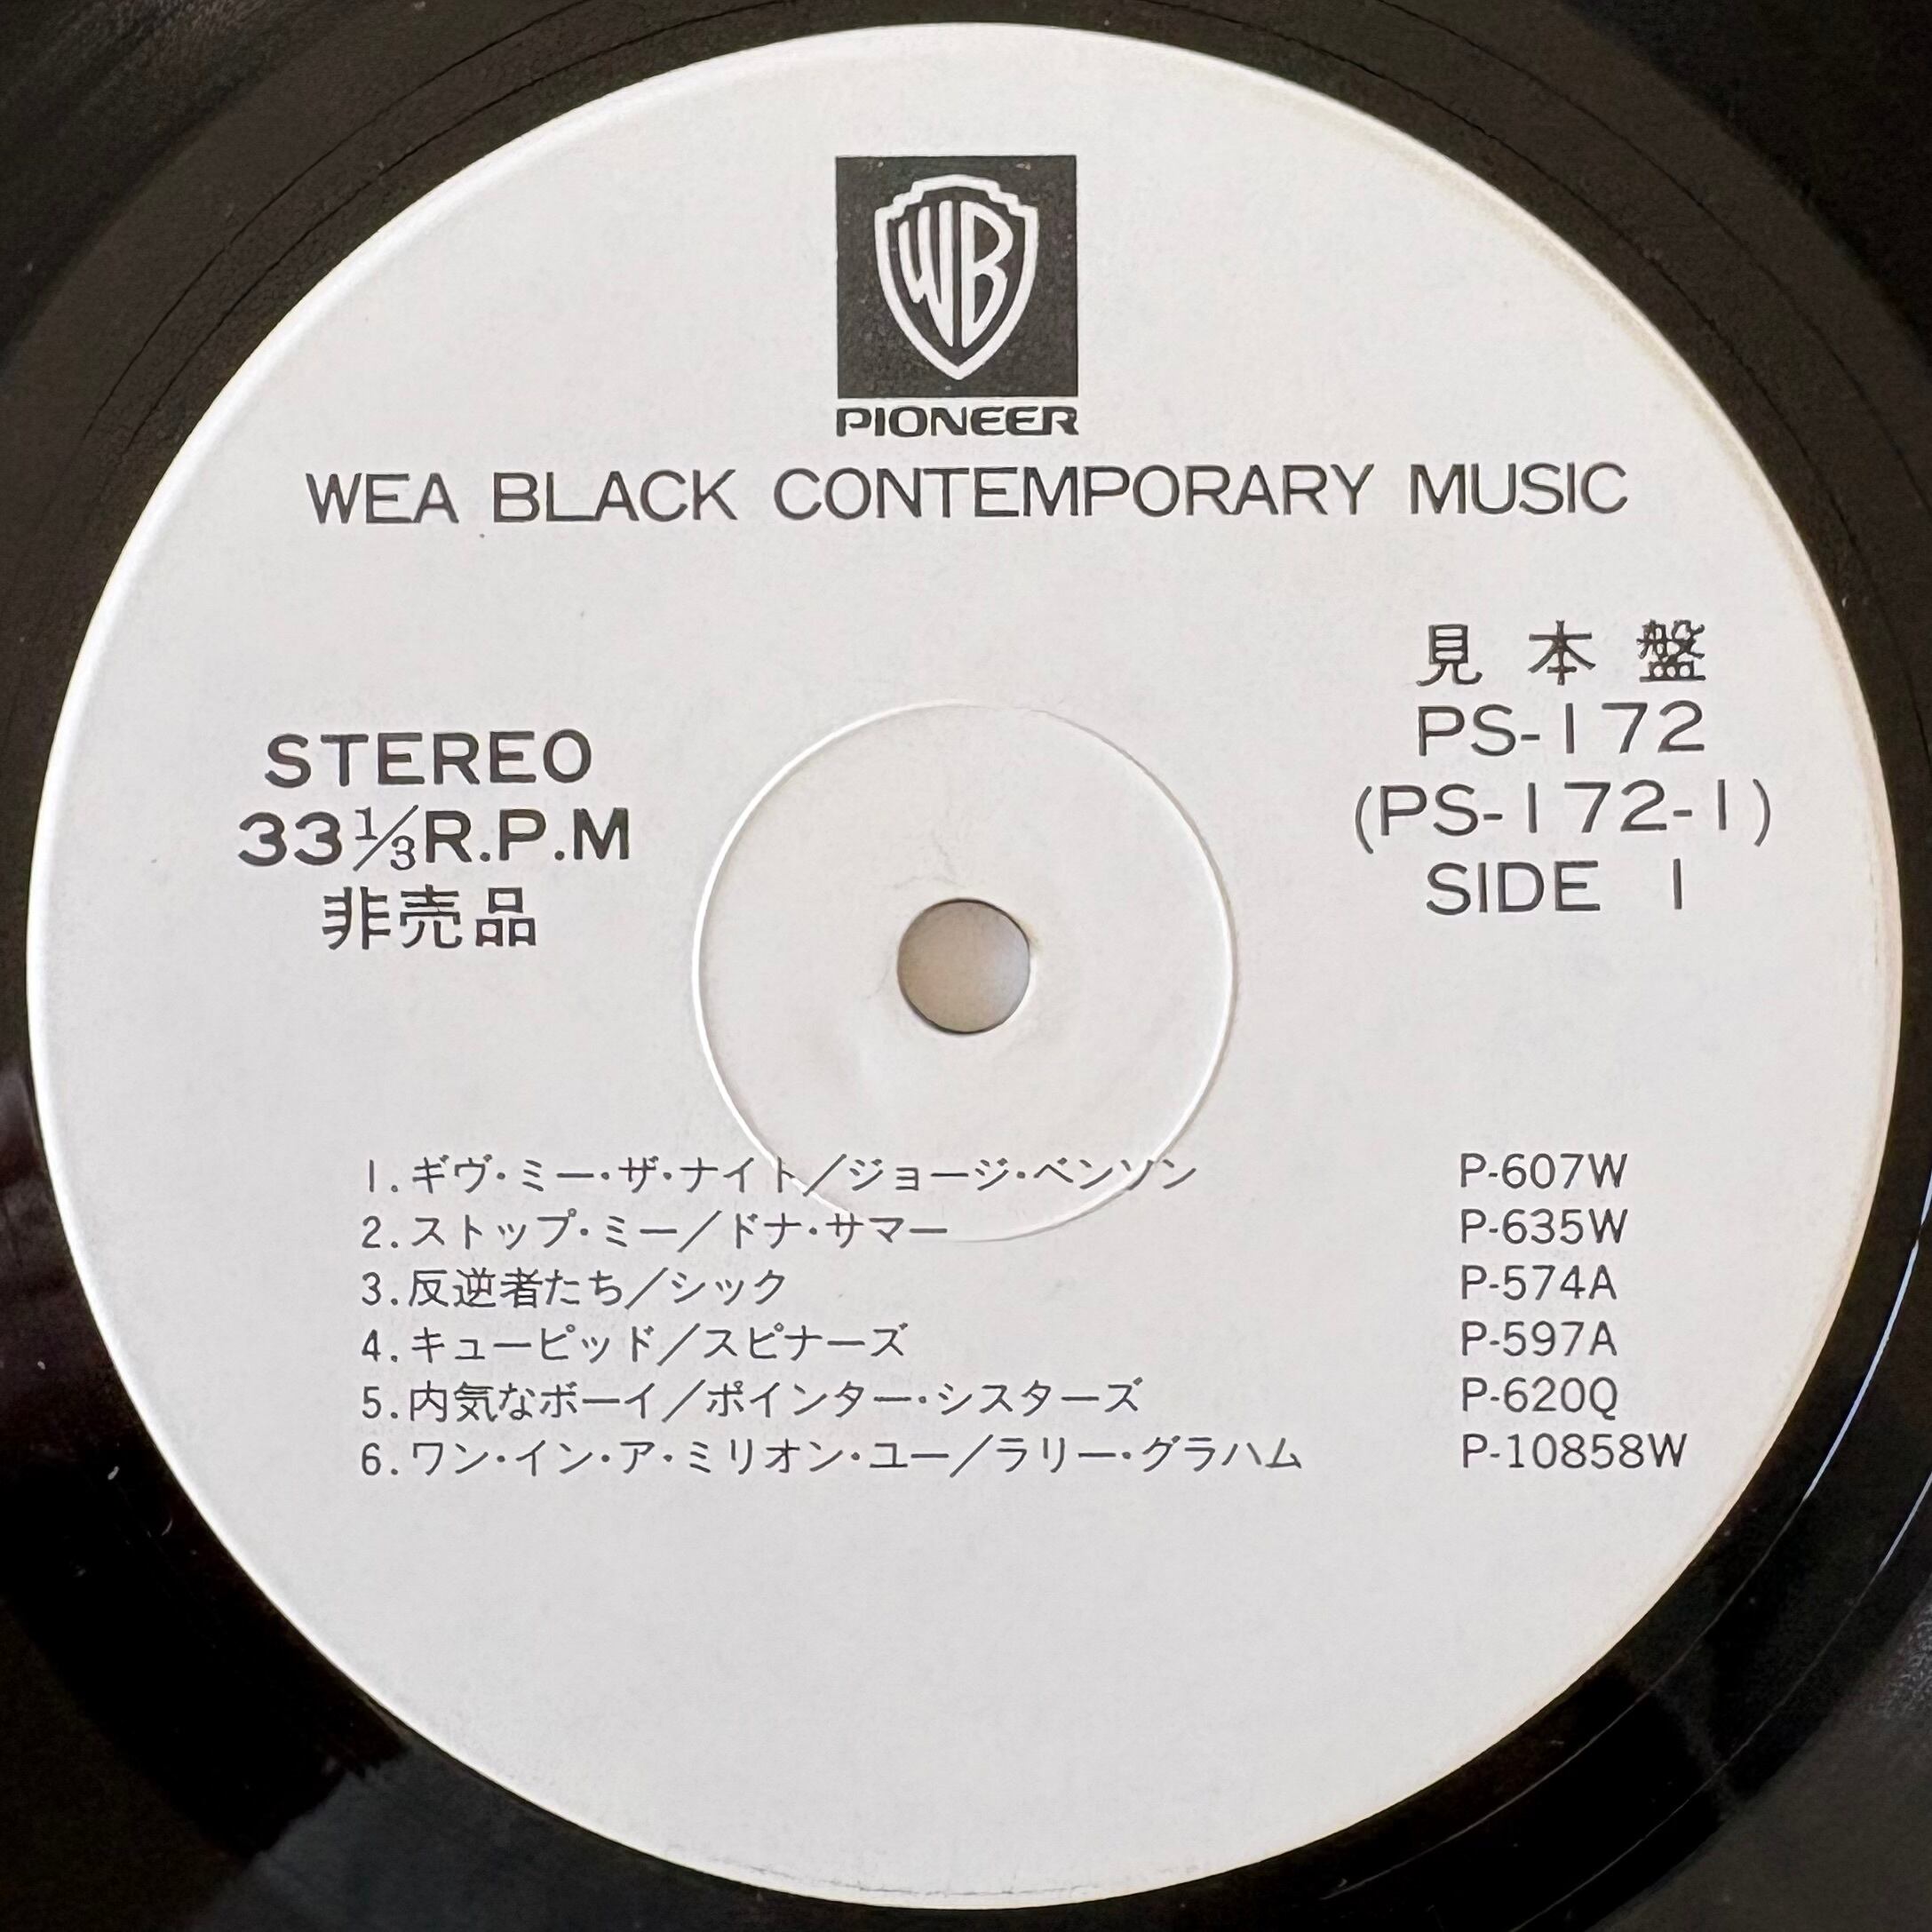 WB
PIONEER
WEA BLACK CONTEMPORARY MUSIC
見本盤
PS-172
(PS-172-1)
SIDE 1
STEREO
33⅓R.P.M
非売品
1.ギヴ・ミー・ザ・ナイト/ジョージ・ベンソン P-607W
2.ストップ・ミー/ドナ・サマー P-635W
3.反逆者たち/シック P-574A
4.キューピッド/スピナーズ P-597A
5.内気なボーイ/ポインター・シスターズ P-620Q
6.ワン・イン・ア・ミリオン・ユー/ラリー・グラハム P-10858W